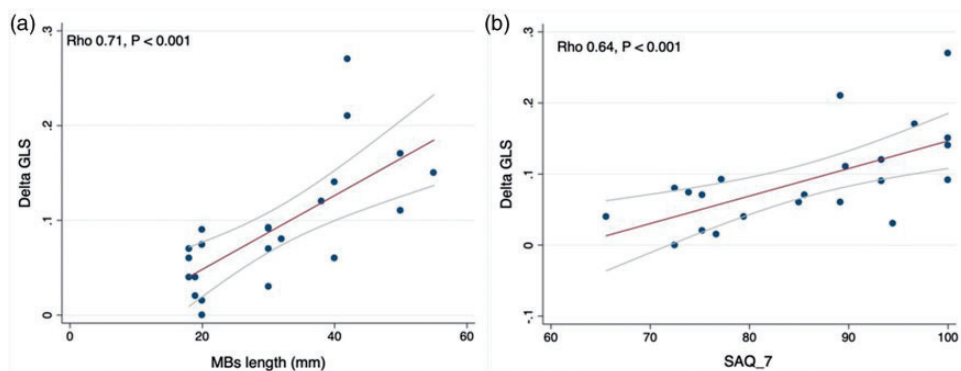 (a)
Rho 0.71, P < 0.001
Delta GLS
.3
.2
.1
0
0
20
40
60
MBs length (mm)
(b)
Rho 0.64, P < 0.001
Delta GLS
.3
.2
.1
0
-.1
60
70
80
90
100
SAQ_7